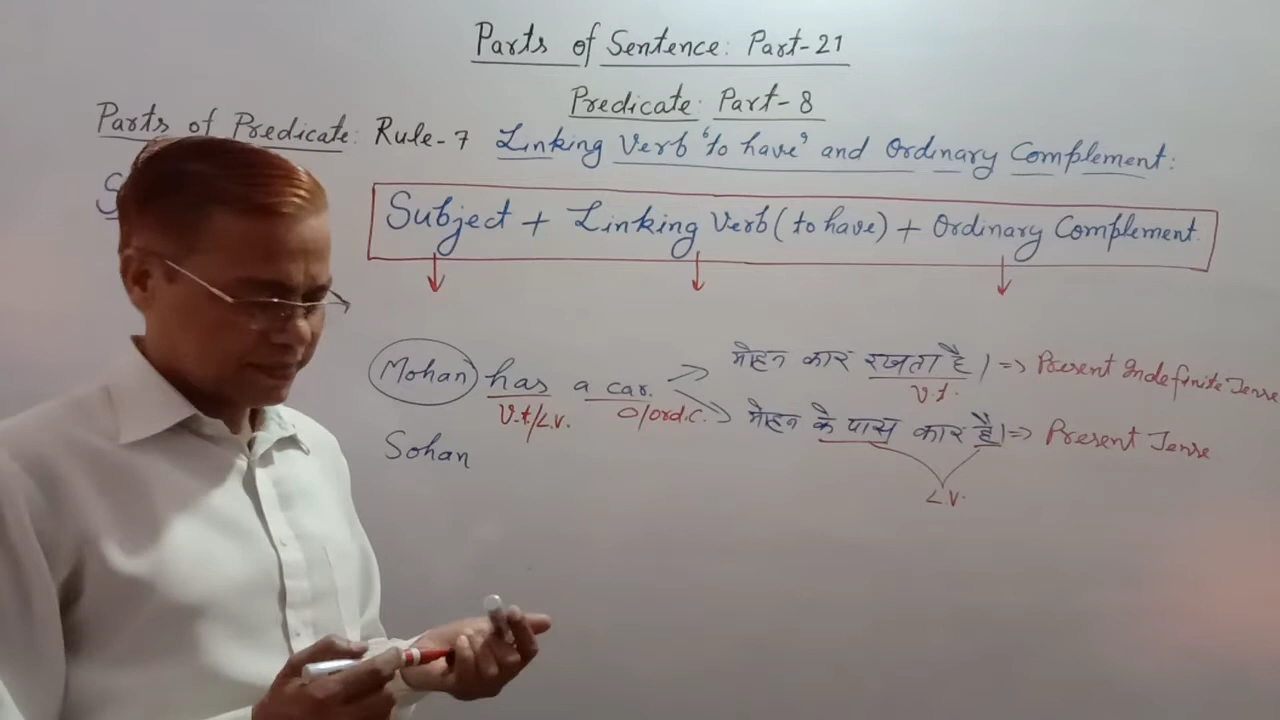 Parts of Sentence: Part-21
Predicate: Part-8
Parts of Predicate: Rule-7 Linking Verb 'to have' and Ordinary Complement:
Subject + Linking Verb (to have) + Ordinary Complement
Mohan has a car. मोहन कार रखता है। => Present Indefinite Tense
V.t/L.V. O/Ord.C. V.t.
मोहन के पास कार है। => Present Tense
Sohan
L.V.